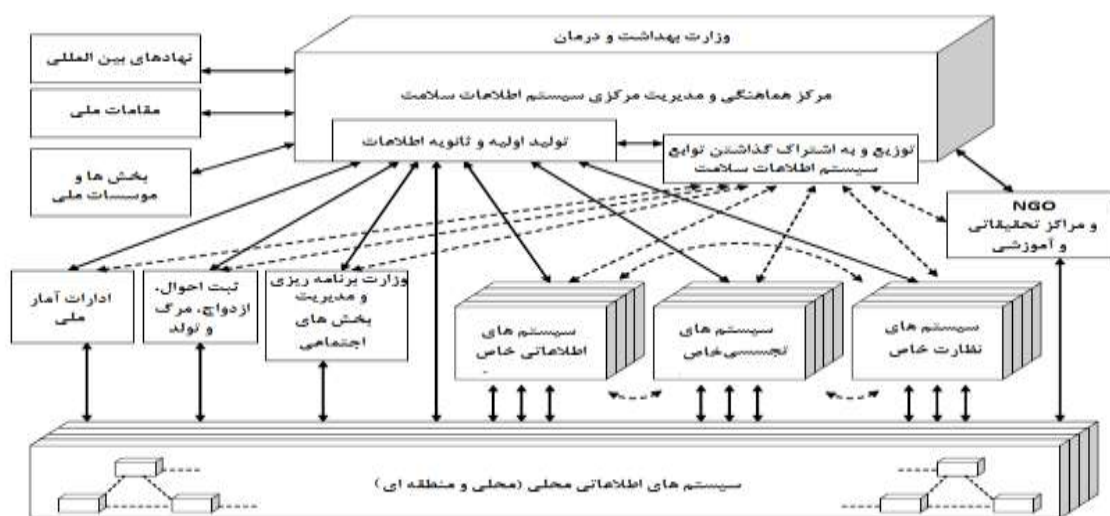 وزارت بهداشت و درمان
نهادهای بین المللی
مرکز هماهنگی و مدیریت مرکزی سیستم اطلاعات سلامت
مقامات ملی
تولید اولیه و ثانویه اطلاعات
توزیع و به اشتراک گذاشتن توابع
سیستم اطلاعات سلامت
بخش ها و
موسسات ملی
NGO
و مراکز تحقیقاتی
و آموزشی
ادارات آمار
ملی
ثبت احوال،
ازدواج، مرگ
و تولد
وزارت برنامه ریزی
و مدیریت
بخش های
اجتماعی
سیستم های
اطلاعاتی خاص
سیستم های
تجسسی خاص
سیستم های
نظارت خاص
سیستم های اطلاعاتی محلی (محلی و منطقه ای)